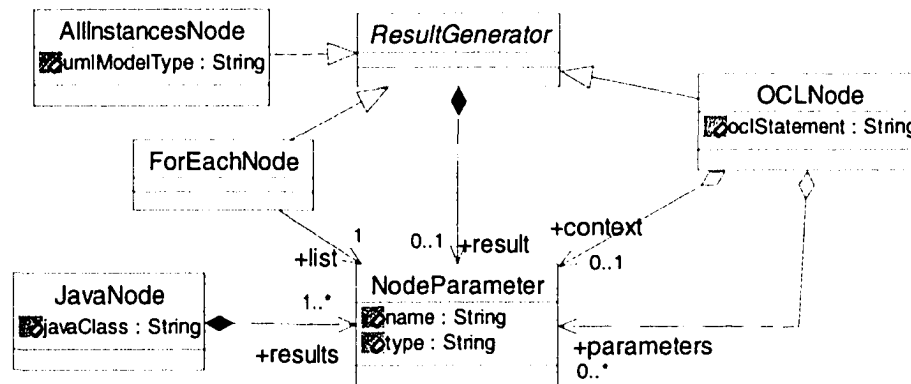 AllInstancesNode
umlModelType : String
ResultGenerator
OCLNode
oclStatement : String
ForEachNode
+context
0..1
1
+list
0..1
+result
JavaNode
javaClass : String
1..*
+results
NodeParameter
name : String
type : String
+parameters
0..*